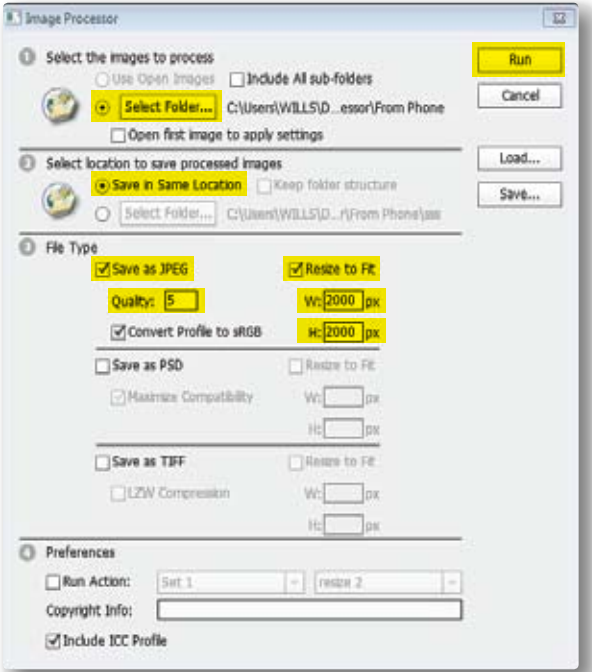 Image Processor
1 Select the images to process
Use Open Images Include All sub-folders
Select Folder... C:\Users\WILLS\D...essor\From Phone
Open first image to apply settings
2 Select location to save processed images
Save in Same Location Keep folder structure
Select Folder... C:\Users\WILLS\D...r\From Phone\sss
3 File Type
Save as JPEG Resize to Fit
Quality: 5 W: 2000 px
Convert Profile to sRGB H: 2000 px
Save as PSD Resize to Fit
Maximize Compatibility W: px
H: px
Save as TIFF Resize to Fit
LZW Compression W: px
H: px
4 Preferences
Run Action: Set 1 resize 2
Copyright Info:
Include ICC Profile
Run
Cancel
Load...
Save...